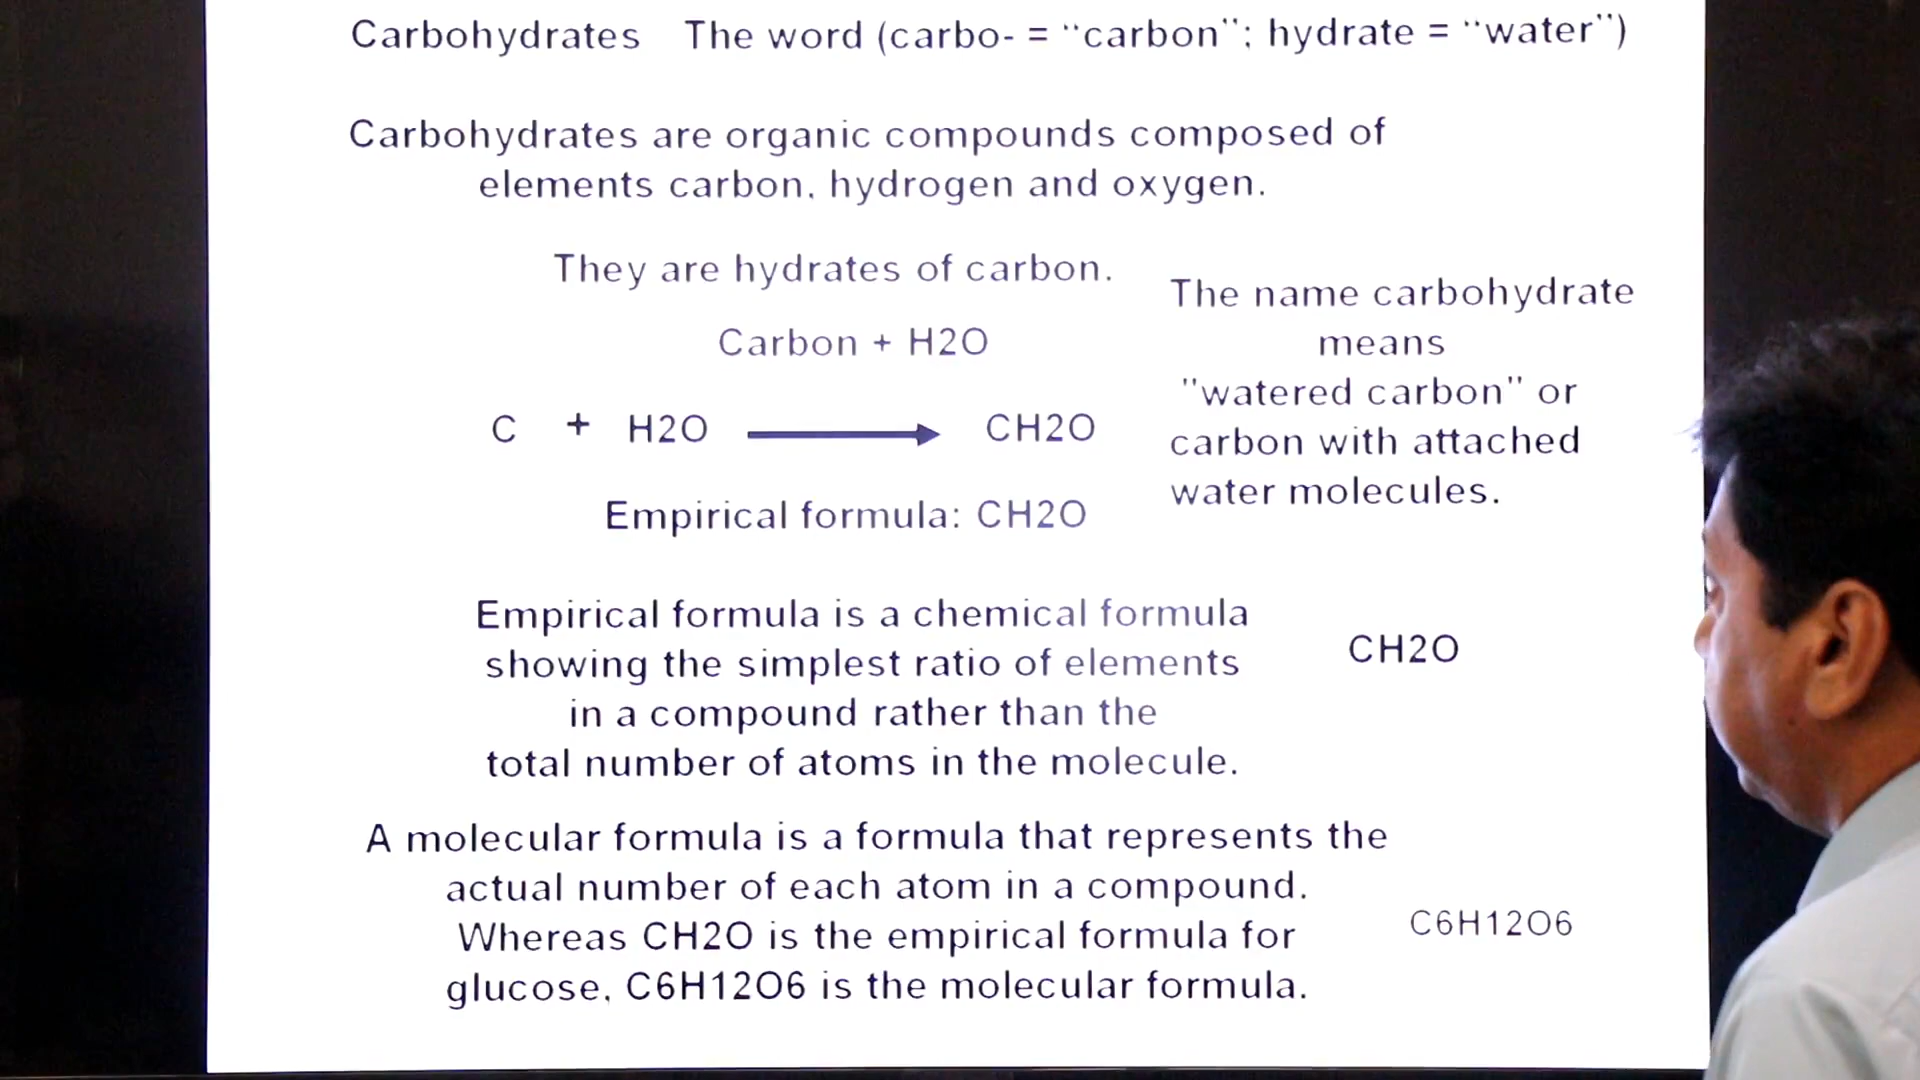 Carbohydrates The word (carbo- = “carbon”; hydrate = “water”)
Carbohydrates are organic compounds composed of
elements carbon, hydrogen and oxygen.
They are hydrates of carbon.
Carbon + H2O
C + H2O CH2O
Empirical formula: CH2O
The name carbohydrate
means
"watered carbon" or
carbon with attached
water molecules.
Empirical formula is a chemical formula
showing the simplest ratio of elements
in a compound rather than the
total number of atoms in the molecule.
CH2O
A molecular formula is a formula that represents the
actual number of each atom in a compound.
Whereas CH2O is the empirical formula for
glucose, C6H12O6 is the molecular formula.
C6H12O6